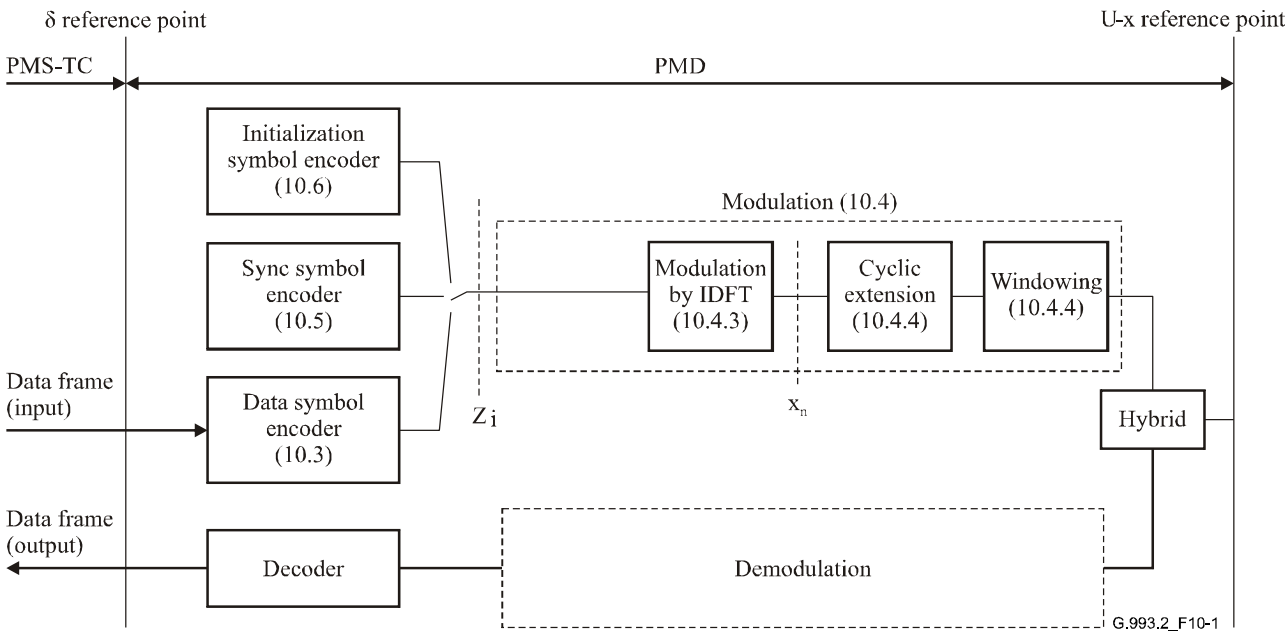 δ reference point
U-x reference point
PMS-TC
PMD
Initialization
symbol encoder
(10.6)
Modulation (10.4)
Sync symbol
encoder
(10.5)
Modulation
by IDFT
(10.4.3)
Cyclic
extension
(10.4.4)
Windowing
(10.4.4)
Data frame
(input)
Data symbol
encoder
(10.3)
Z i
xn
Hybrid
Data frame
(output)
Decoder
Demodulation
G.993.2_F10-1